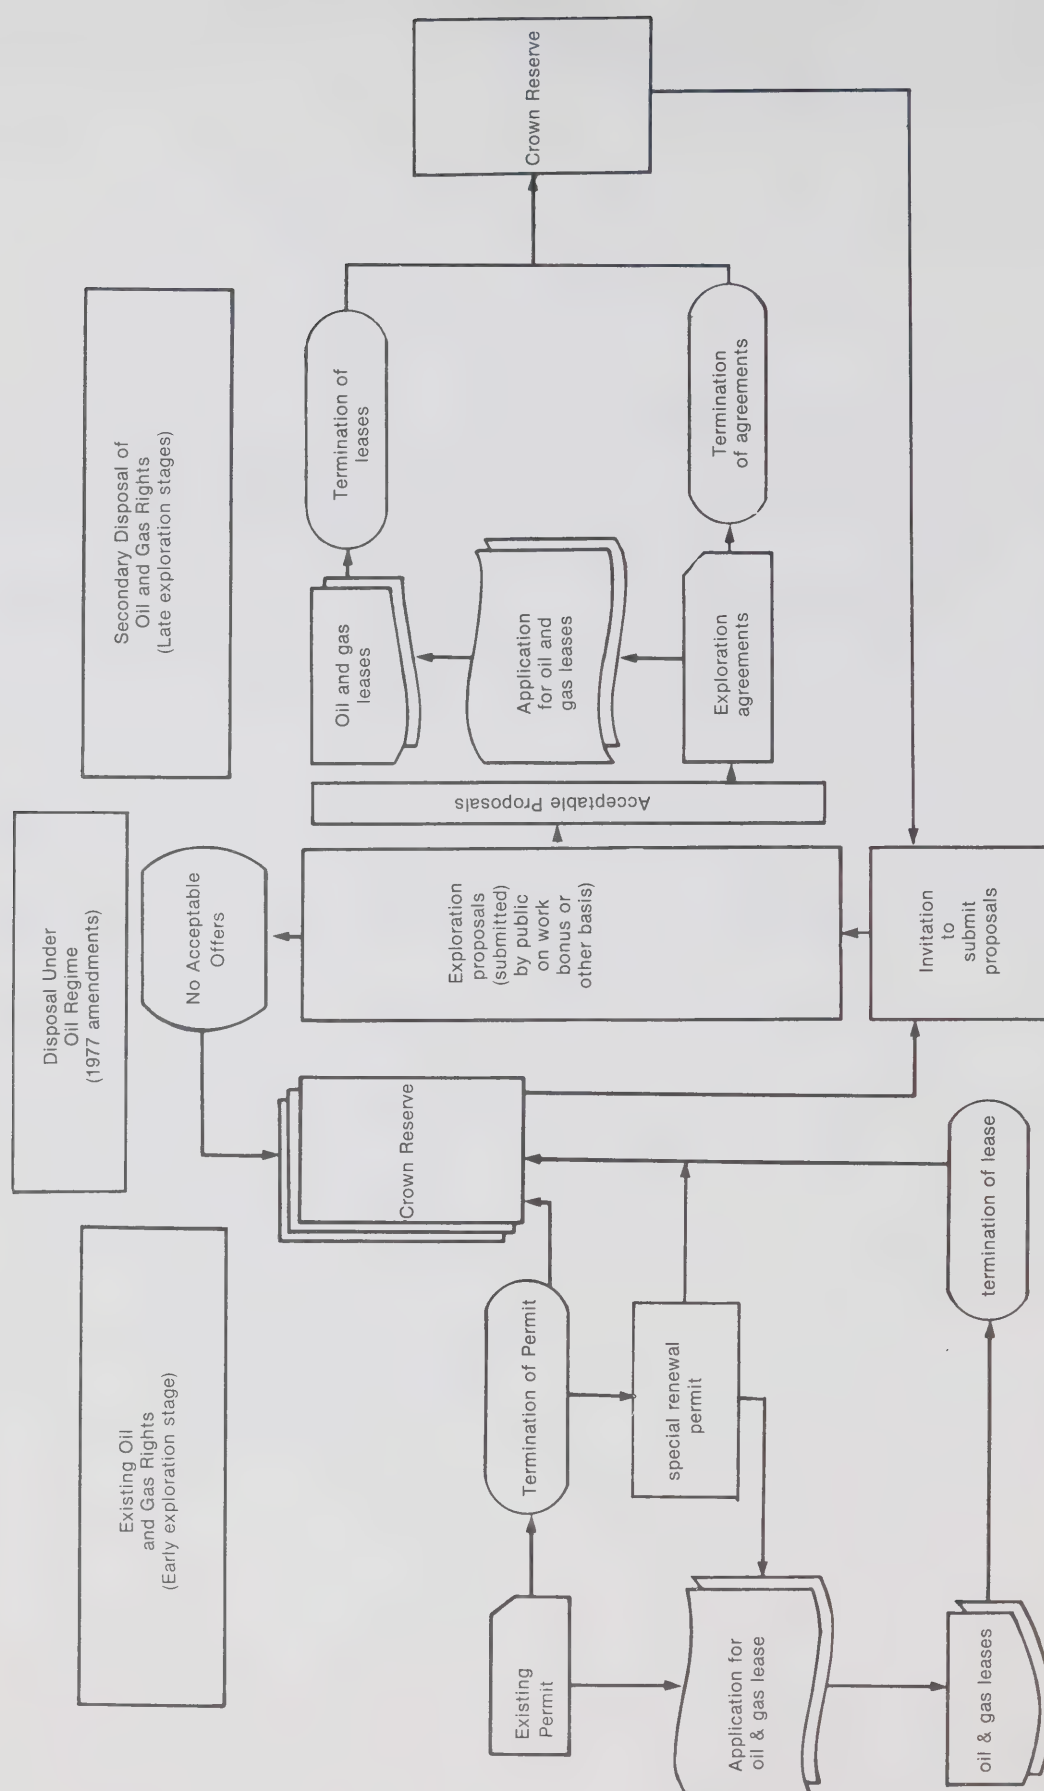 Existing Oil
and Gas Rights
(Early exploration stage)
Disposal Under
Oil Regime
(1977 amendments)
Secondary Disposal of
Oil and Gas Rights
(Late exploration stages)
Existing
Permit
Termination of Permit
special renewal
permit
Application for
oil & gas lease
oil & gas leases
termination of lease
Crown Reserve
No Acceptable
Offers
Exploration
proposals
(submitted)
by public
on work
bonus or
other basis)
Invitation
to
submit
proposals
Acceptable Proposals
Oil and gas
leases
Application
for oil and
gas leases
Exploration
agreements
Termination of
leases
Termination
of agreements
Crown Reserve